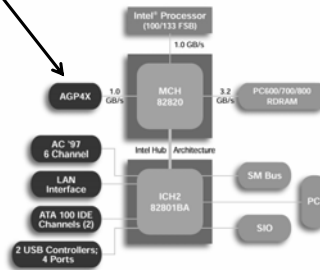 Intel® Processor
(100/133 FSB)
1.0 GB/s
AGP4X
1.0
GB/s
MCH
82820
3.2
GB/s
PC600/700/800
RDRAM
Intel Hub
Architecture
AC '97
6 Channel
LAN
Interface
ATA 100 IDE
Channels (2)
2 USB Controllers;
4 Ports
ICH2
82801BA
SM Bus
PC
SIO